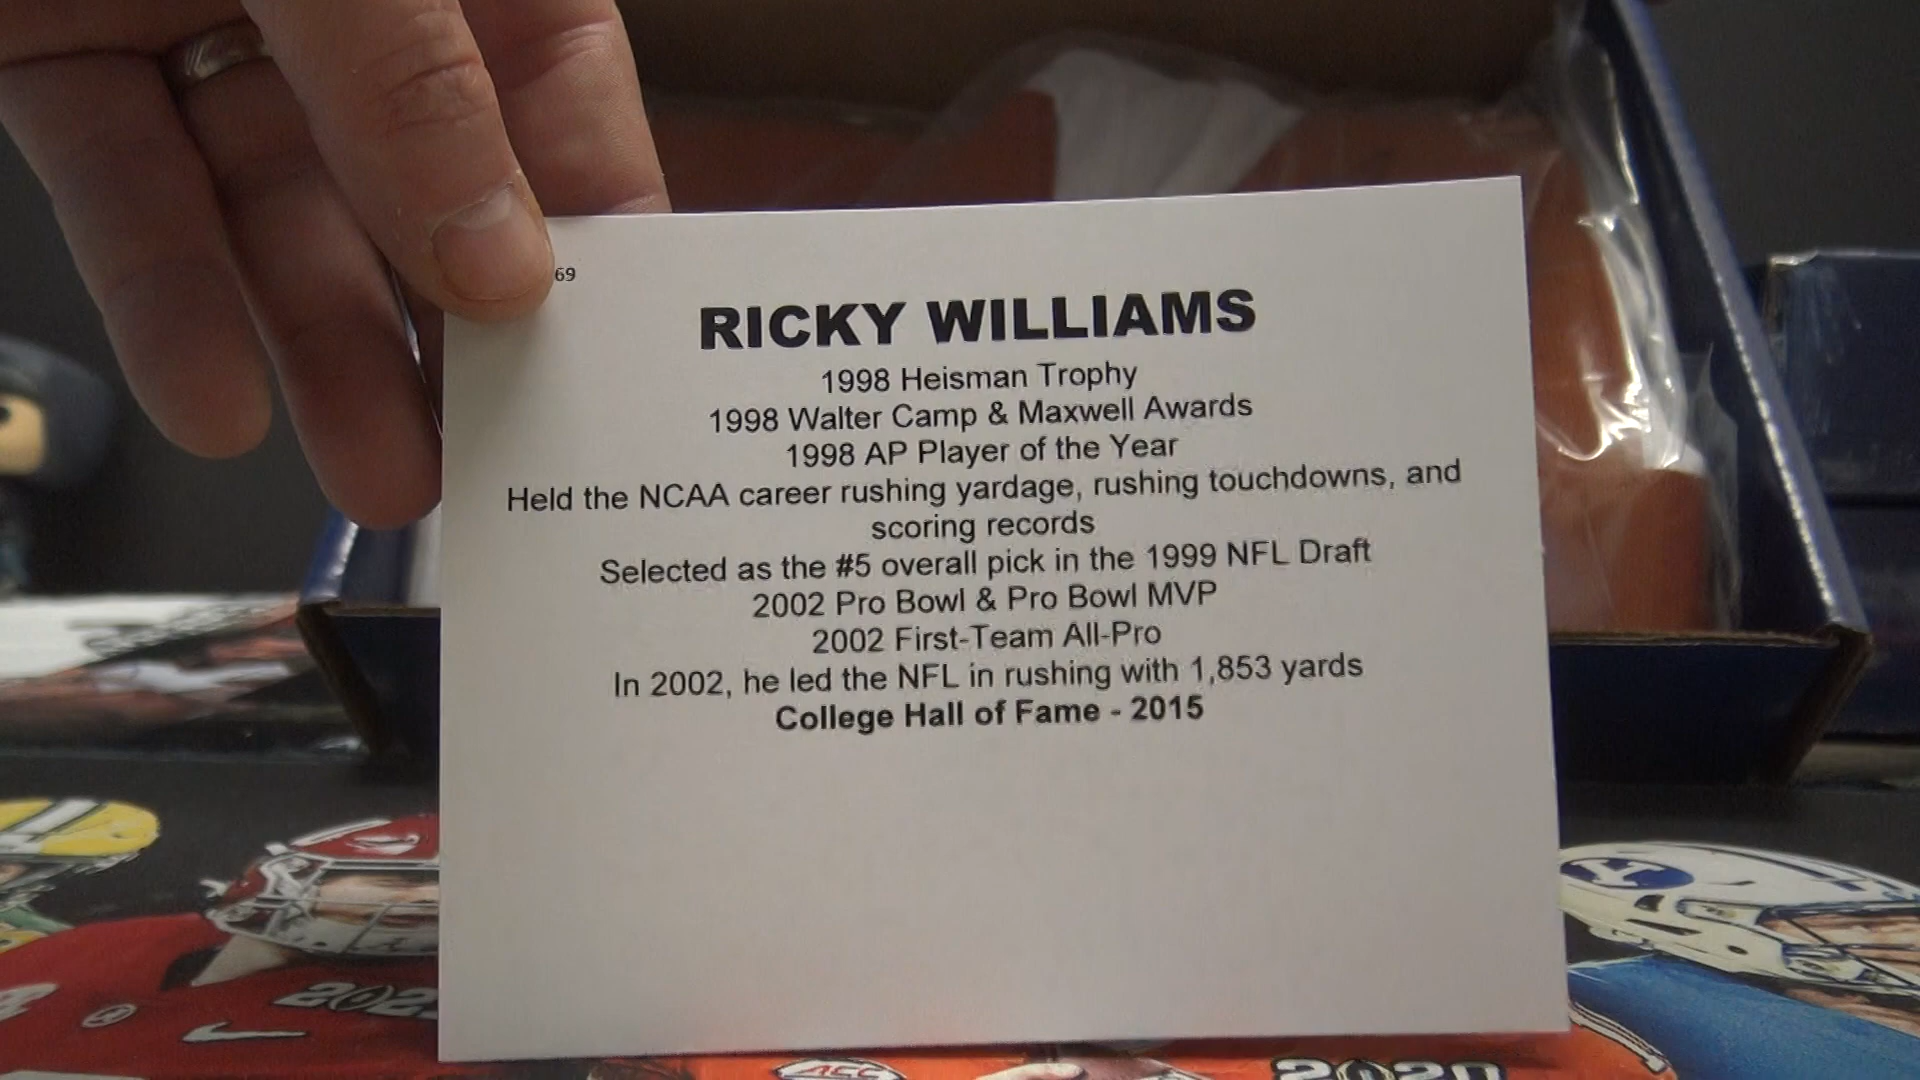 69
RICKY WILLIAMS
1998 Heisman Trophy
1998 Walter Camp & Maxwell Awards
1998 AP Player of the Year
Held the NCAA career rushing yardage, rushing touchdowns, and
scoring records
Selected as the #5 overall pick in the 1999 NFL Draft
2002 Pro Bowl & Pro Bowl MVP
2002 First-Team All-Pro
In 2002, he led the NFL in rushing with 1,853 yards
College Hall of Fame - 2015
ACC
2020